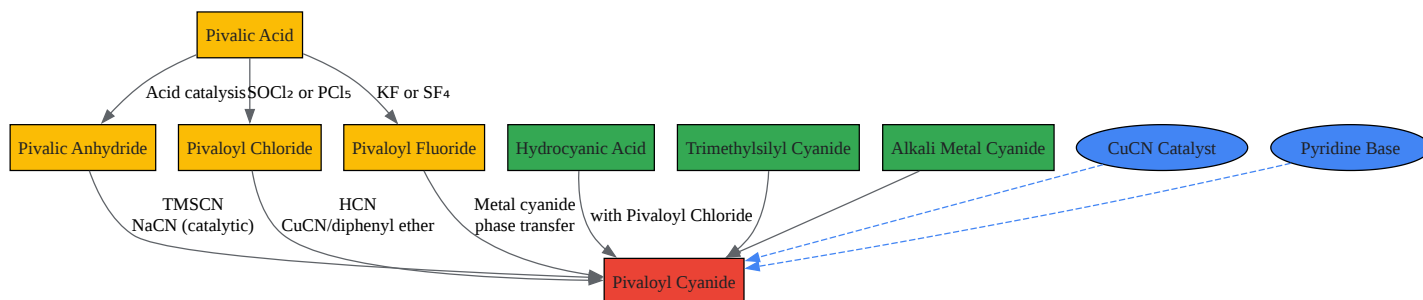 Pivalic Acid
Acid catalysis
SOCl₂ or PCl₅
KF or SF₄
Pivalic Anhydride
Pivaloyl Chloride
Pivaloyl Fluoride
Hydrocyanic Acid
Trimethylsilyl Cyanide
Alkali Metal Cyanide
CuCN Catalyst
Pyridine Base
TMSCN
NaCN (catalytic)
HCN
CuCN/diphenyl ether
Metal cyanide
phase transfer
with Pivaloyl Chloride
Pivaloyl Cyanide